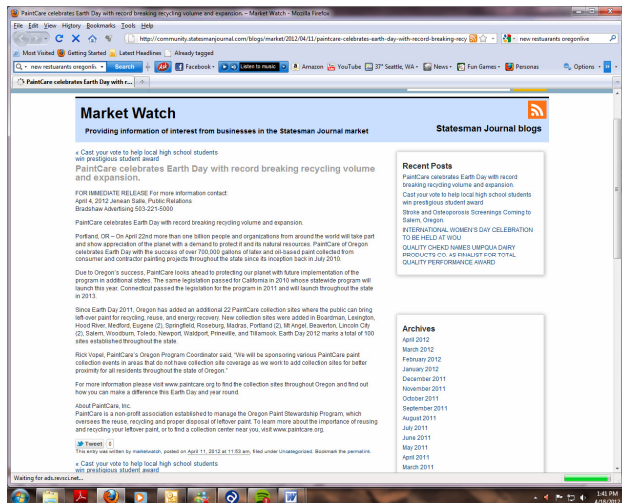 PaintCare celebrates Earth Day with record breaking recycling volume and expansion. – Market Watch - Mozilla Firefox
File Edit View History Bookmarks Tools Help
http://community.statesmanjournal.com/blogs/market/2012/04/11/paintcare-celebrates-earth-day-with-record-breaking-recy
new restuarants oregonlive
Most Visited Getting Started Latest Headlines Already tagged
new restuarants oregonliv. Search Facebook Listen to music Amazon YouTube 37° Seattle, WA News Fun Games Personas Options
PaintCare celebrates Earth Day with r...
Market Watch
Providing information of interest from businesses in the Statesman Journal market
Statesman Journal blogs
« Cast your vote to help local high school students
win prestigious student award
PaintCare celebrates Earth Day with record breaking recycling volume
and expansion.
FOR IMMEDIATE RELEASE For more information contact:
April 4, 2012 Jenean Salle, Public Relations
Bradshaw Advertising 503-221-5000
PaintCare celebrates Earth Day with record breaking recycling volume and expansion.
Portland, OR – On April 22nd more than one billion people and organizations from around the world will take part
and show appreciation of the planet with a demand to protect it and its natural resources. PaintCare of Oregon
celebrates Earth Day with the success of over 700,000 gallons of latex and oil-based paint collected from
consumer and contractor painting projects throughout the state since its inception back in July 2010.
Due to Oregon's success, PaintCare looks ahead to protecting our planet with future implementation of the
program in additional states. The same legislation passed for California in 2010 whose statewide program will
launch this year. Connecticut passed the legislation for the program in 2011 and will launch throughout the state
in 2013.
Since Earth Day 2011, Oregon has added an additional 22 PaintCare collection sites where the public can bring
left-over paint for recycling, reuse, and energy recovery. New collection sites were added in Boardman, Lexington,
Hood River, Medford, Eugene (2), Springfield, Roseburg, Madras, Portland (2), Mt Angel, Beaverton, Lincoln City
(2), Salem, Woodburn, Toledo, Newport, Waldport, Prineville, and Tillamook. Earth Day 2012 marks a total of 100
sites established throughout the state.
Rick Vopel, PaintCare's Oregon Program Coordinator said, "We will be sponsoring various PaintCare paint
collection events in areas that do not have collection site coverage as we work to add collection sites for better
proximity for all residents throughout the state of Oregon."
For more information please visit www.paintcare.org to find the collection sites throughout Oregon and find out
how you can make a difference this Earth Day and year round.
About PaintCare, Inc.
PaintCare is a non-profit association established to manage the Oregon Paint Stewardship Program, which
oversees the reuse, recycling and proper disposal of leftover paint. To learn more about the importance of reusing
and recycling your leftover paint, or to find a collection center near you, visit www.paintcare.org.
Tweet 0
This entry was written by marketwatch, posted on April 11, 2012 at 11:53 am, filed under Uncategorized. Bookmark the permalink.
« Cast your vote to help local high school students
win prestigious student award
Recent Posts
PaintCare celebrates Earth Day with record
breaking recycling volume and expansion.
Cast your vote to help local high school students
win prestigious student award
Stroke and Osteoporosis Screenings Coming to
Salem, Oregon.
INTERNATIONAL WOMEN'S DAY CELEBRATION
TO BE HELD AT WOU
QUALITY CHEKD NAMES UMPQUA DAIRY
PRODUCTS CO. AS FINALIST FOR TOTAL
QUALITY PERFORMANCE AWARD
Archives
April 2012
March 2012
February 2012
January 2012
December 2011
November 2011
October 2011
September 2011
August 2011
July 2011
June 2011
May 2011
April 2011
March 2011
Waiting for ads.revsci.net...
1:41 PM
4/18/2012